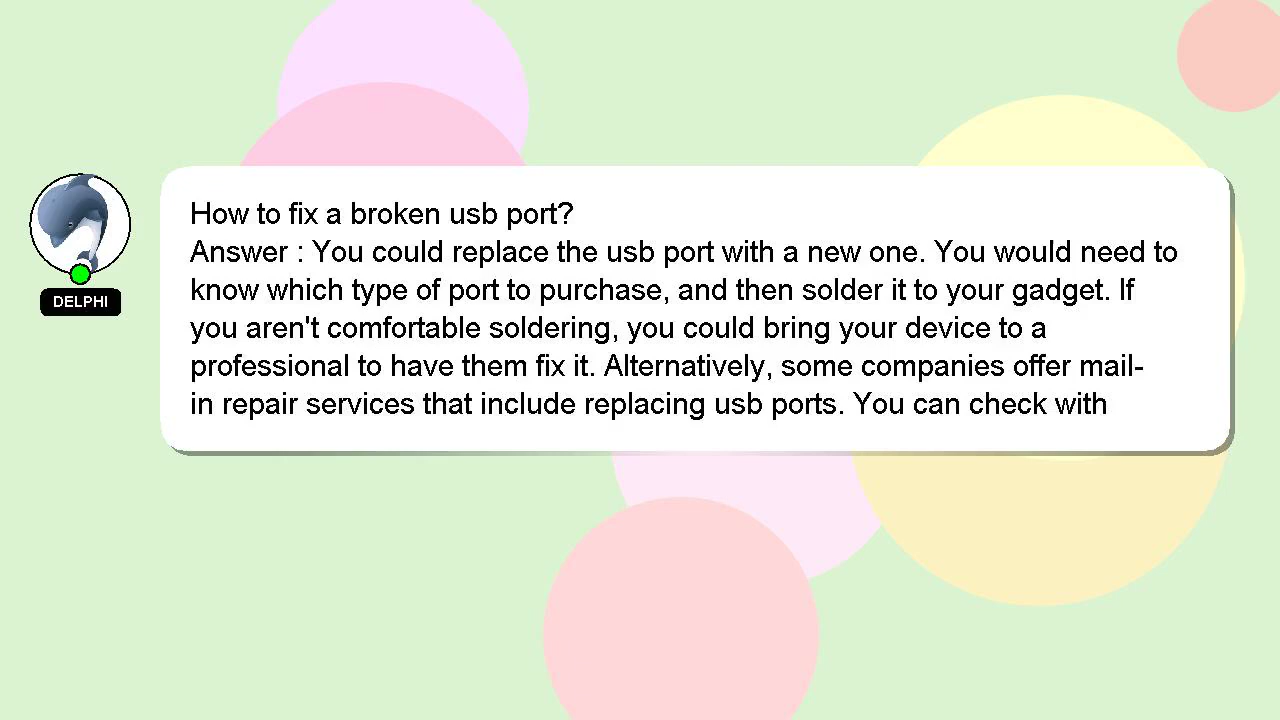 How to fix a broken usb port?
Answer : You could replace the usb port with a new one. You would need to
know which type of port to purchase, and then solder it to your gadget. If
you aren't comfortable soldering, you could bring your device to a
professional to have them fix it. Alternatively, some companies offer mail-
in repair services that include replacing usb ports. You can check with
DELPHI